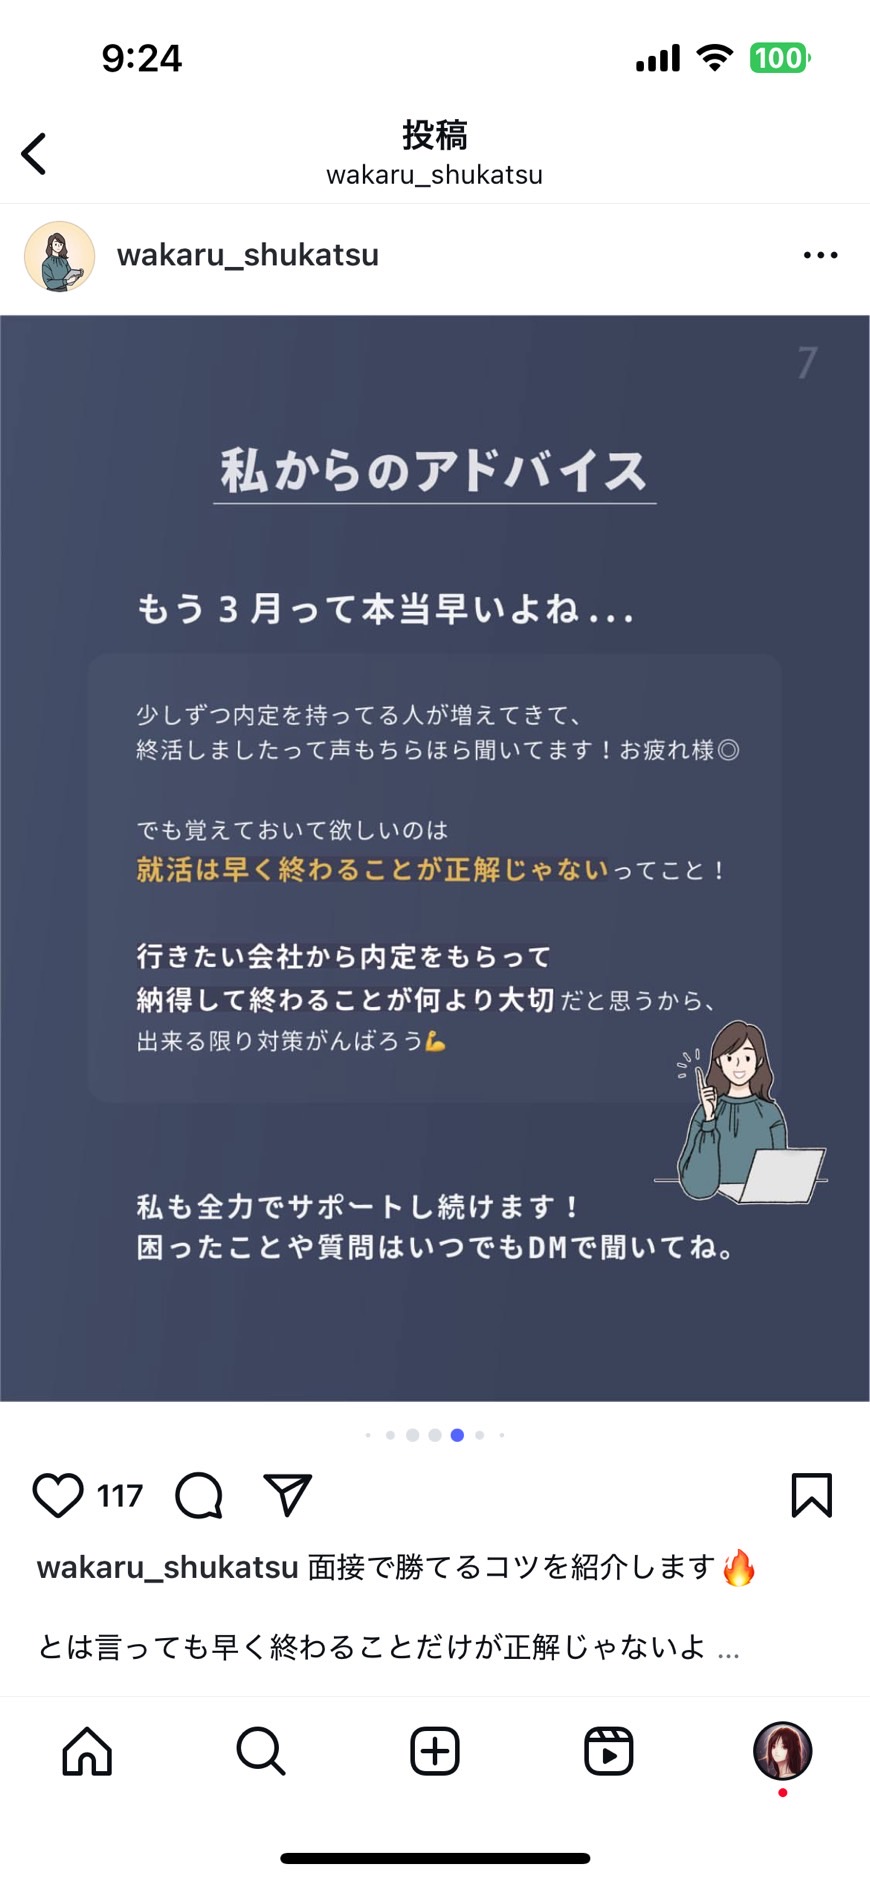 9:24
100
投稿
wakaru_shukatsu
wakaru_shukatsu
7
私からのアドバイス
もう3月って本当早いよね...
少しずつ内定を持ってる人が増えてきて、
終活しましたって声もちらほら聞いてます！お疲れ様◎
でも覚えておいて欲しいのは
就活は早く終わることが正解じゃないってこと！
行きたい会社から内定をもらって
納得して終わることが何より大切だと思うから、
出来る限り対策がんばろう💪
私も全力でサポートし続けます！
困ったことや質問はいつでもDMで聞いてね。
117
wakaru_shukatsu 面接で勝てるコツを紹介します🔥
とは言っても早く終わることだけが正解じゃないよ ...